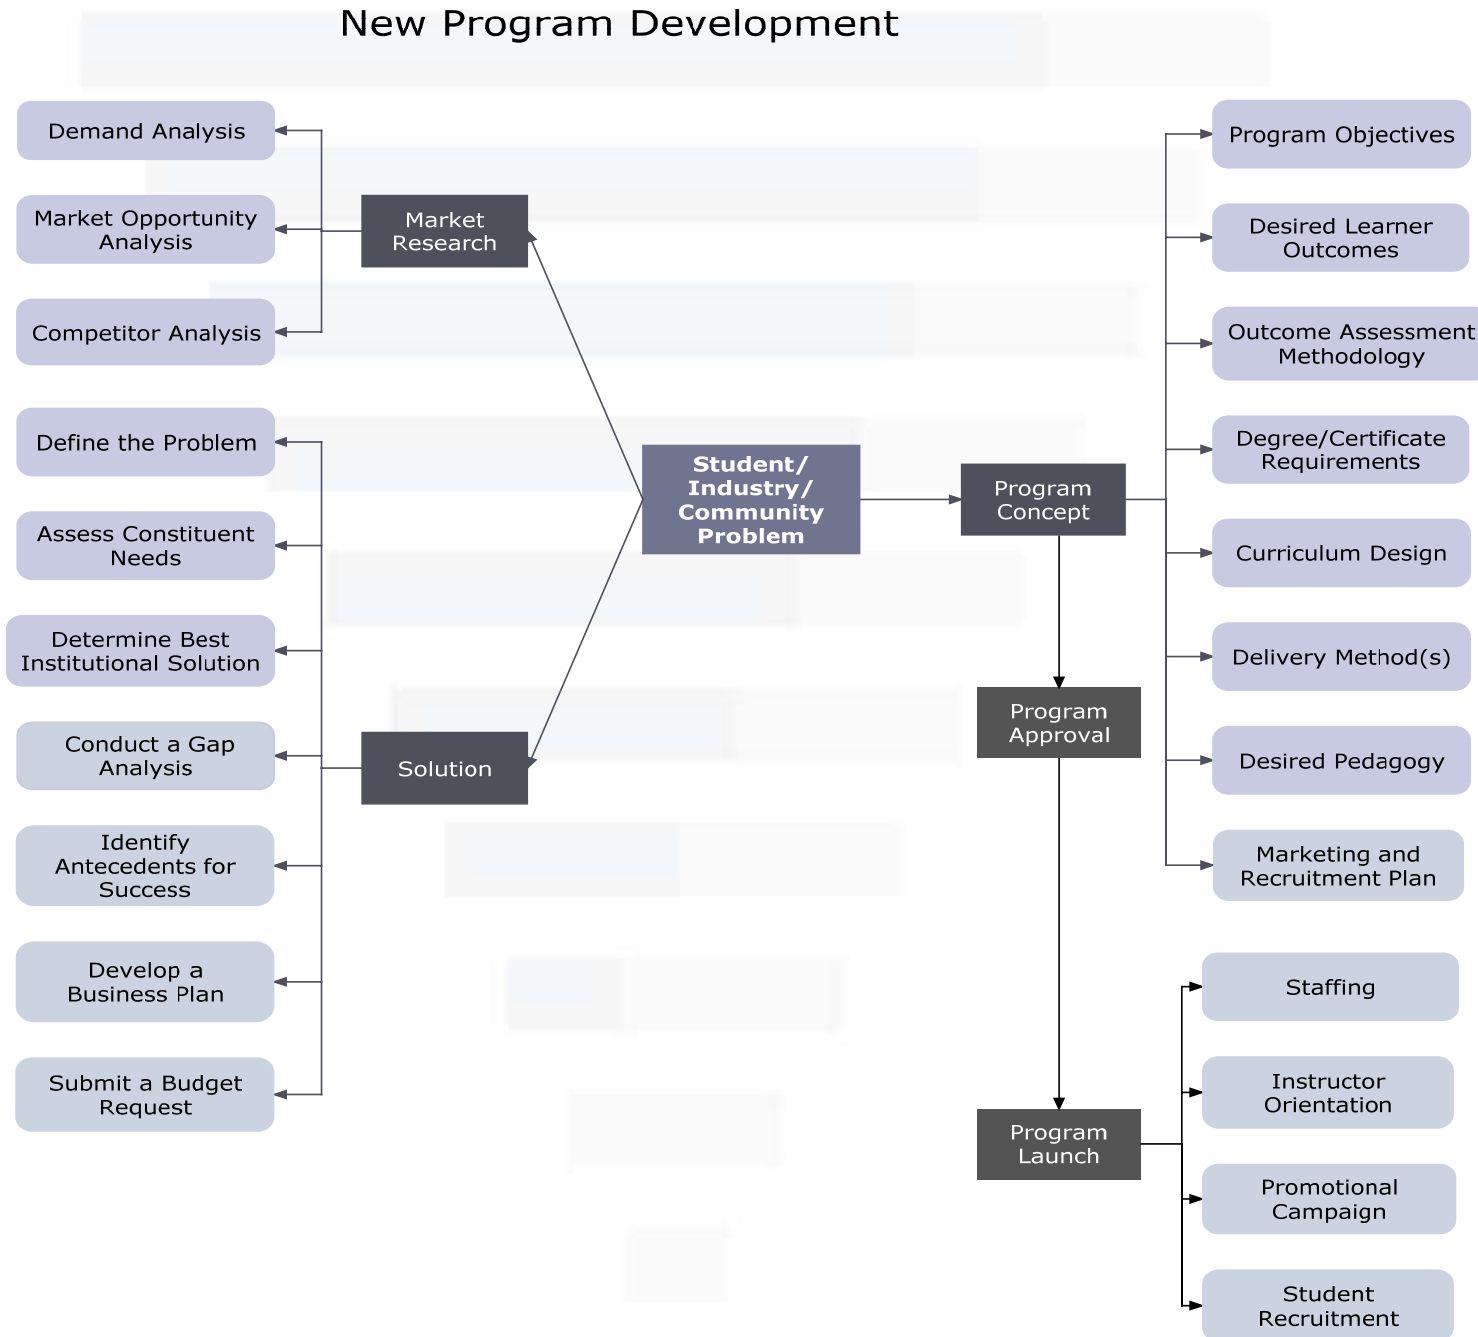 New Program Development
Demand Analysis
Market Opportunity
Analysis
Competitor Analysis
Market
Research
Define the Problem
Assess Constituent
Needs
Determine Best
Institutional Solution
Conduct a Gap
Analysis
Identify
Antecedents for
Success
Develop a
Business Plan
Submit a Budget
Request
Solution
Student/
Industry/
Community
Problem
Program
Concept
Program
Approval
Program
Launch
Program Objectives
Desired Learner
Outcomes
Outcome Assessment
Methodology
Degree/Certificate
Requirements
Curriculum Design
Delivery Method(s)
Desired Pedagogy
Marketing and
Recruitment Plan
Staffing
Instructor
Orientation
Promotional
Campaign
Student
Recruitment